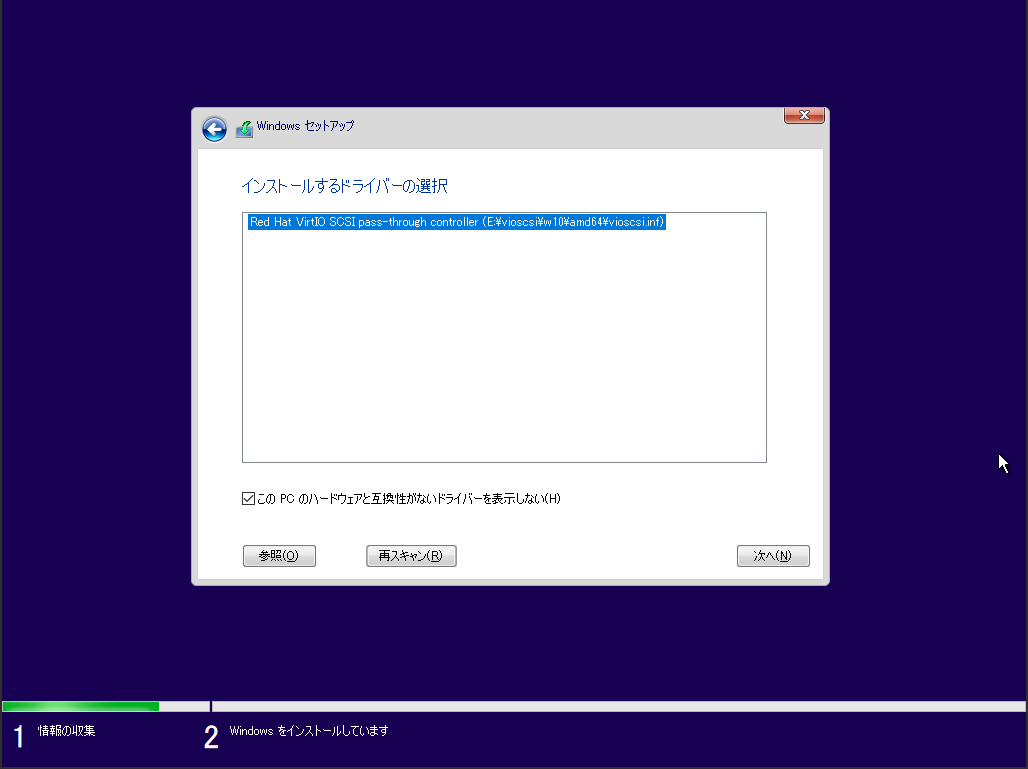 Windows セットアップ
インストールするドライバーの選択
Red Hat VirtIO SCSI pass-through controller (E:¥vioscsi¥w10¥amd64¥vioscsi.inf)
この PC のハードウェアと互換性がないドライバーを表示しない(H)
参照(O) 再スキャン(R) 次へ(N)
1 情報の収集 2 Windows をインストールしています